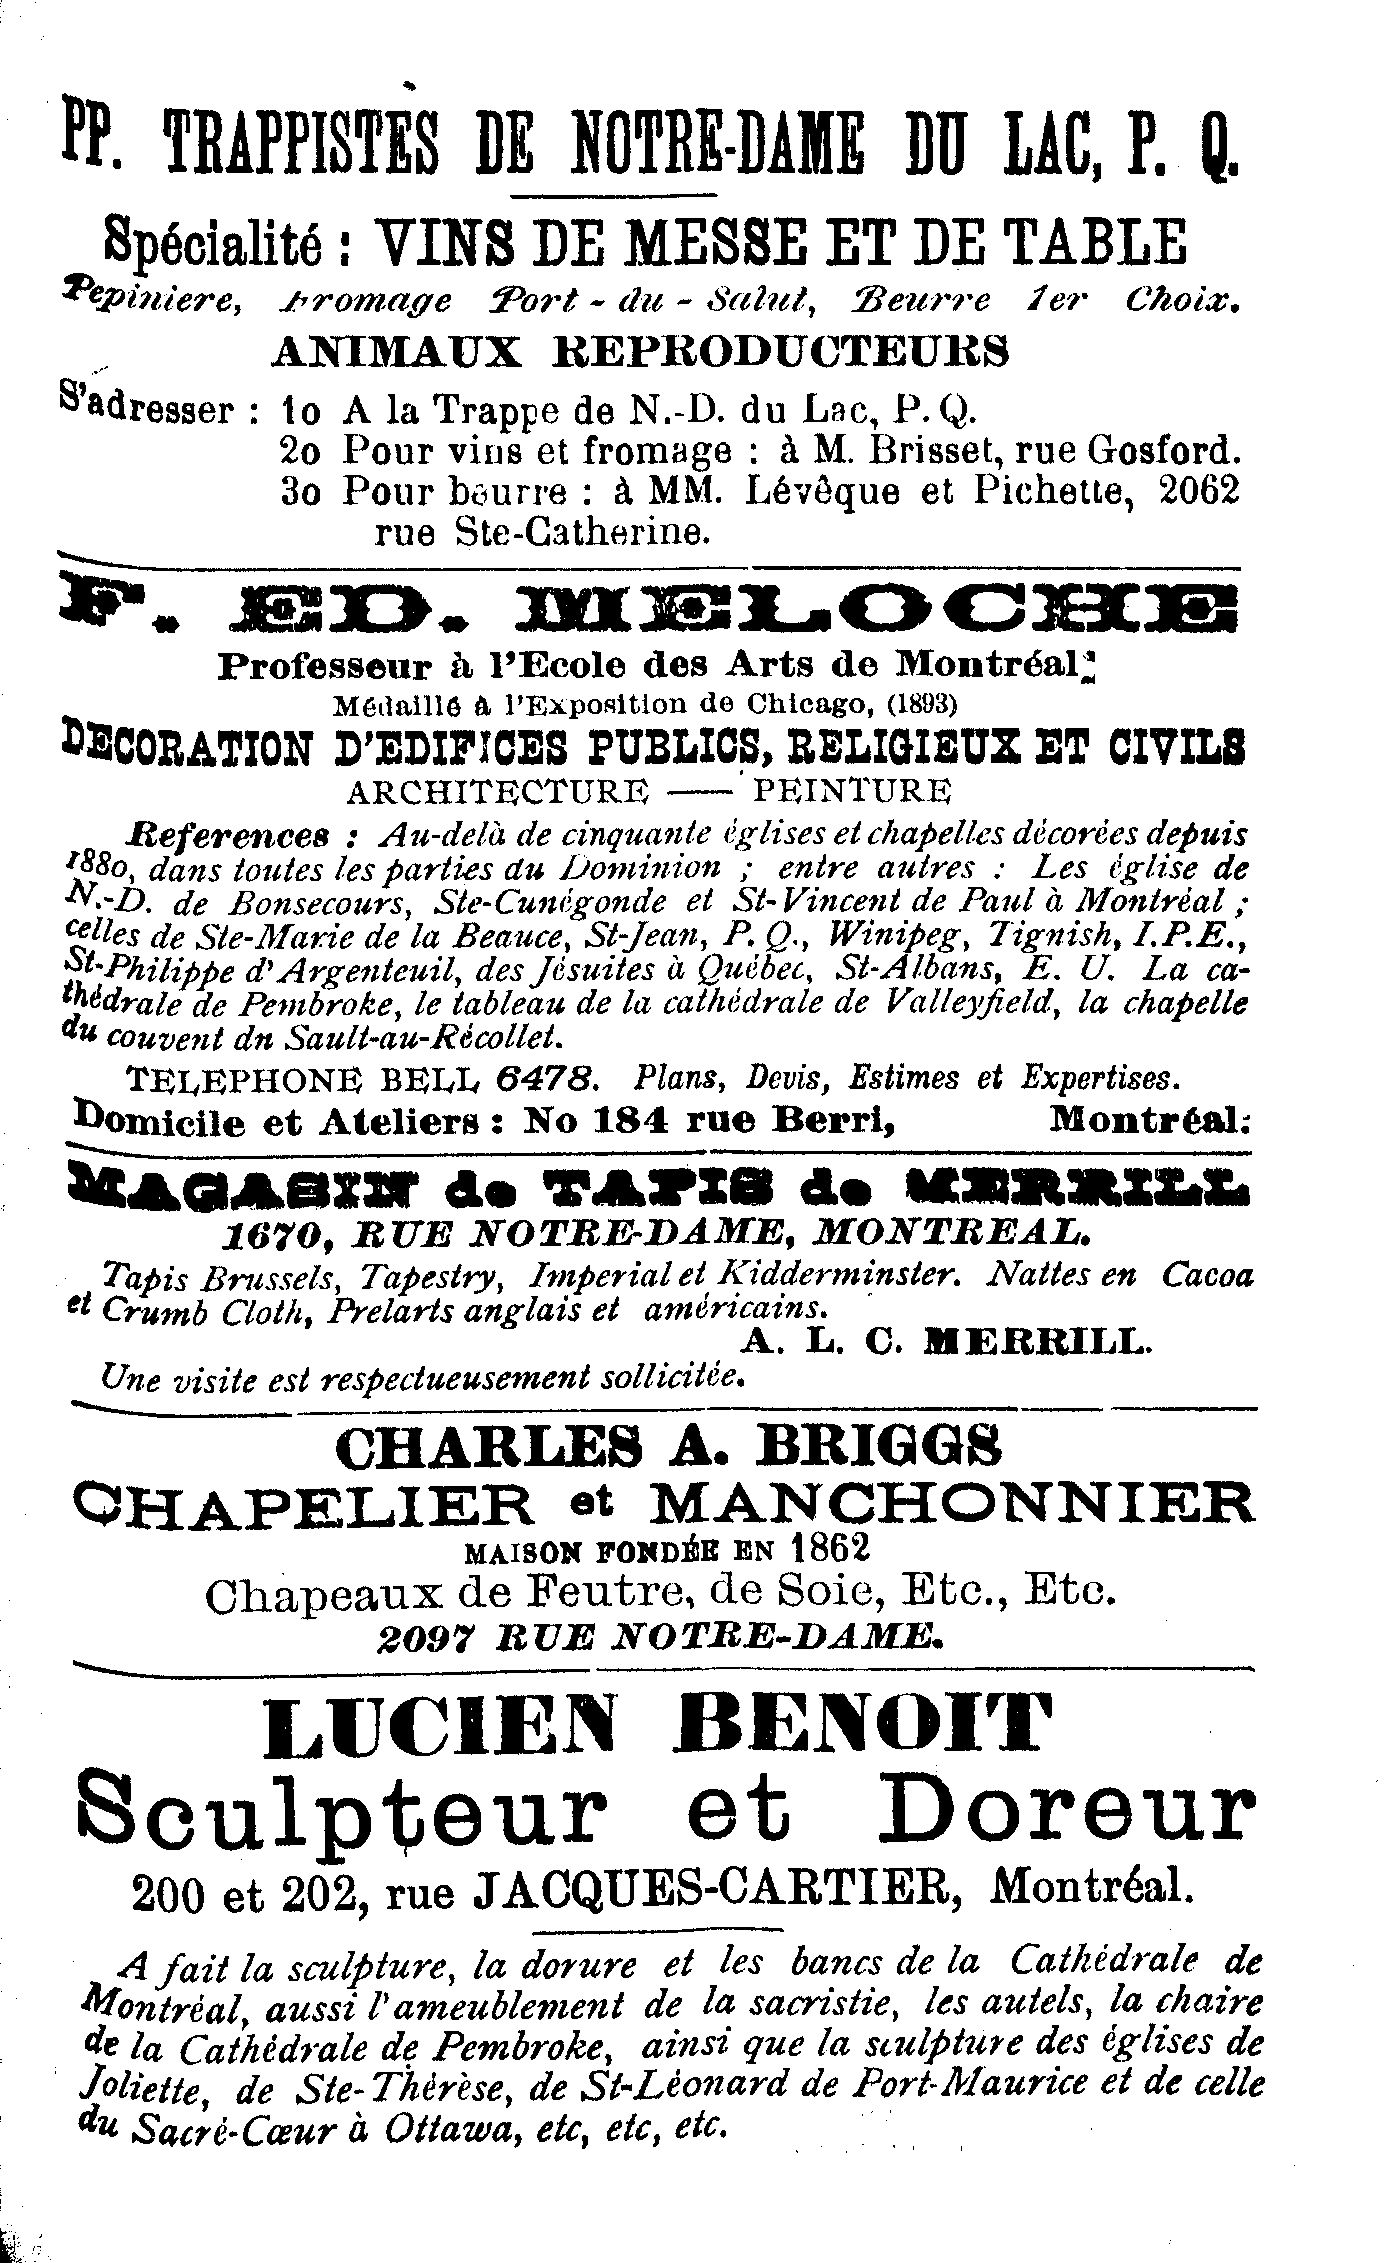 PP. TRAPPISTES DE NOTRE-DAME DU LAC, P. Q.
Spécialité : VINS DE MESSE ET DE TABLE
Pepiniere, Fromage Port - du - Salut, Beurre 1er Choix.
ANIMAUX REPRODUCTEURS
S'adresser : 1o A la Trappe de N.-D. du Lac, P. Q.
2o Pour vins et fromage : à M. Brisset, rue Gosford.
3o Pour beurre : à MM. Lévêque et Pichette, 2062
rue Ste-Catherine.
F. ED. MELOCHE
Professeur à l'Ecole des Arts de Montréal;
Médaillé à l'Exposition de Chicago, (1893)
DECORATION D'EDIFICES PUBLICS, RELIGIEUX ET CIVILS
ARCHITECTURE — PEINTURE
References : Au-delà de cinquante églises et chapelles décorées depuis
1880, dans toutes les parties du Dominion ; entre autres : Les église de
N.-D. de Bonsecours, Ste-Cunégonde et St-Vincent de Paul à Montréal ;
celles de Ste-Marie de la Beauce, St-Jean, P. Q., Winipeg, Tignish, I.P.E.,
St-Philippe d'Argenteuil, des Jésuites à Québec, St-Albans, E. U. La ca-
thédrale de Pembroke, le tableau de la cathédrale de Valleyfield, la chapelle
du couvent dn Sault-au-Récollet.
TELEPHONE BELL 6478. Plans, Devis, Estimes et Expertises.
Domicile et Ateliers : No 184 rue Berri, Montréal:
MAGASIN de TAPIS de MERRILL
1670, RUE NOTRE-DAME, MONTREAL.
Tapis Brussels, Tapestry, Imperial et Kidderminster. Nattes en Cacoa
et Crumb Cloth, Prelarts anglais et américains.
A. L. C. MERRILL.
Une visite est respectueusement sollicitée.
CHARLES A. BRIGGS
CHAPELIER et MANCHONNIER
MAISON FONDÉE EN 1862
Chapeaux de Feutre, de Soie, Etc., Etc.
2097 RUE NOTRE-DAME.
LUCIEN BENOIT
Sculpteur et Doreur
200 et 202, rue JACQUES-CARTIER, Montréal.
A fait la sculpture, la dorure et les bancs de la Cathédrale de
Montréal, aussi l'ameublement de la sacristie, les autels, la chaire
de la Cathédrale de Pembroke, ainsi que la sculpture des églises de
Joliette, de Ste-Thérèse, de St-Léonard de Port-Maurice et de celle
du Sacré-Cœur à Ottawa, etc, etc, etc.